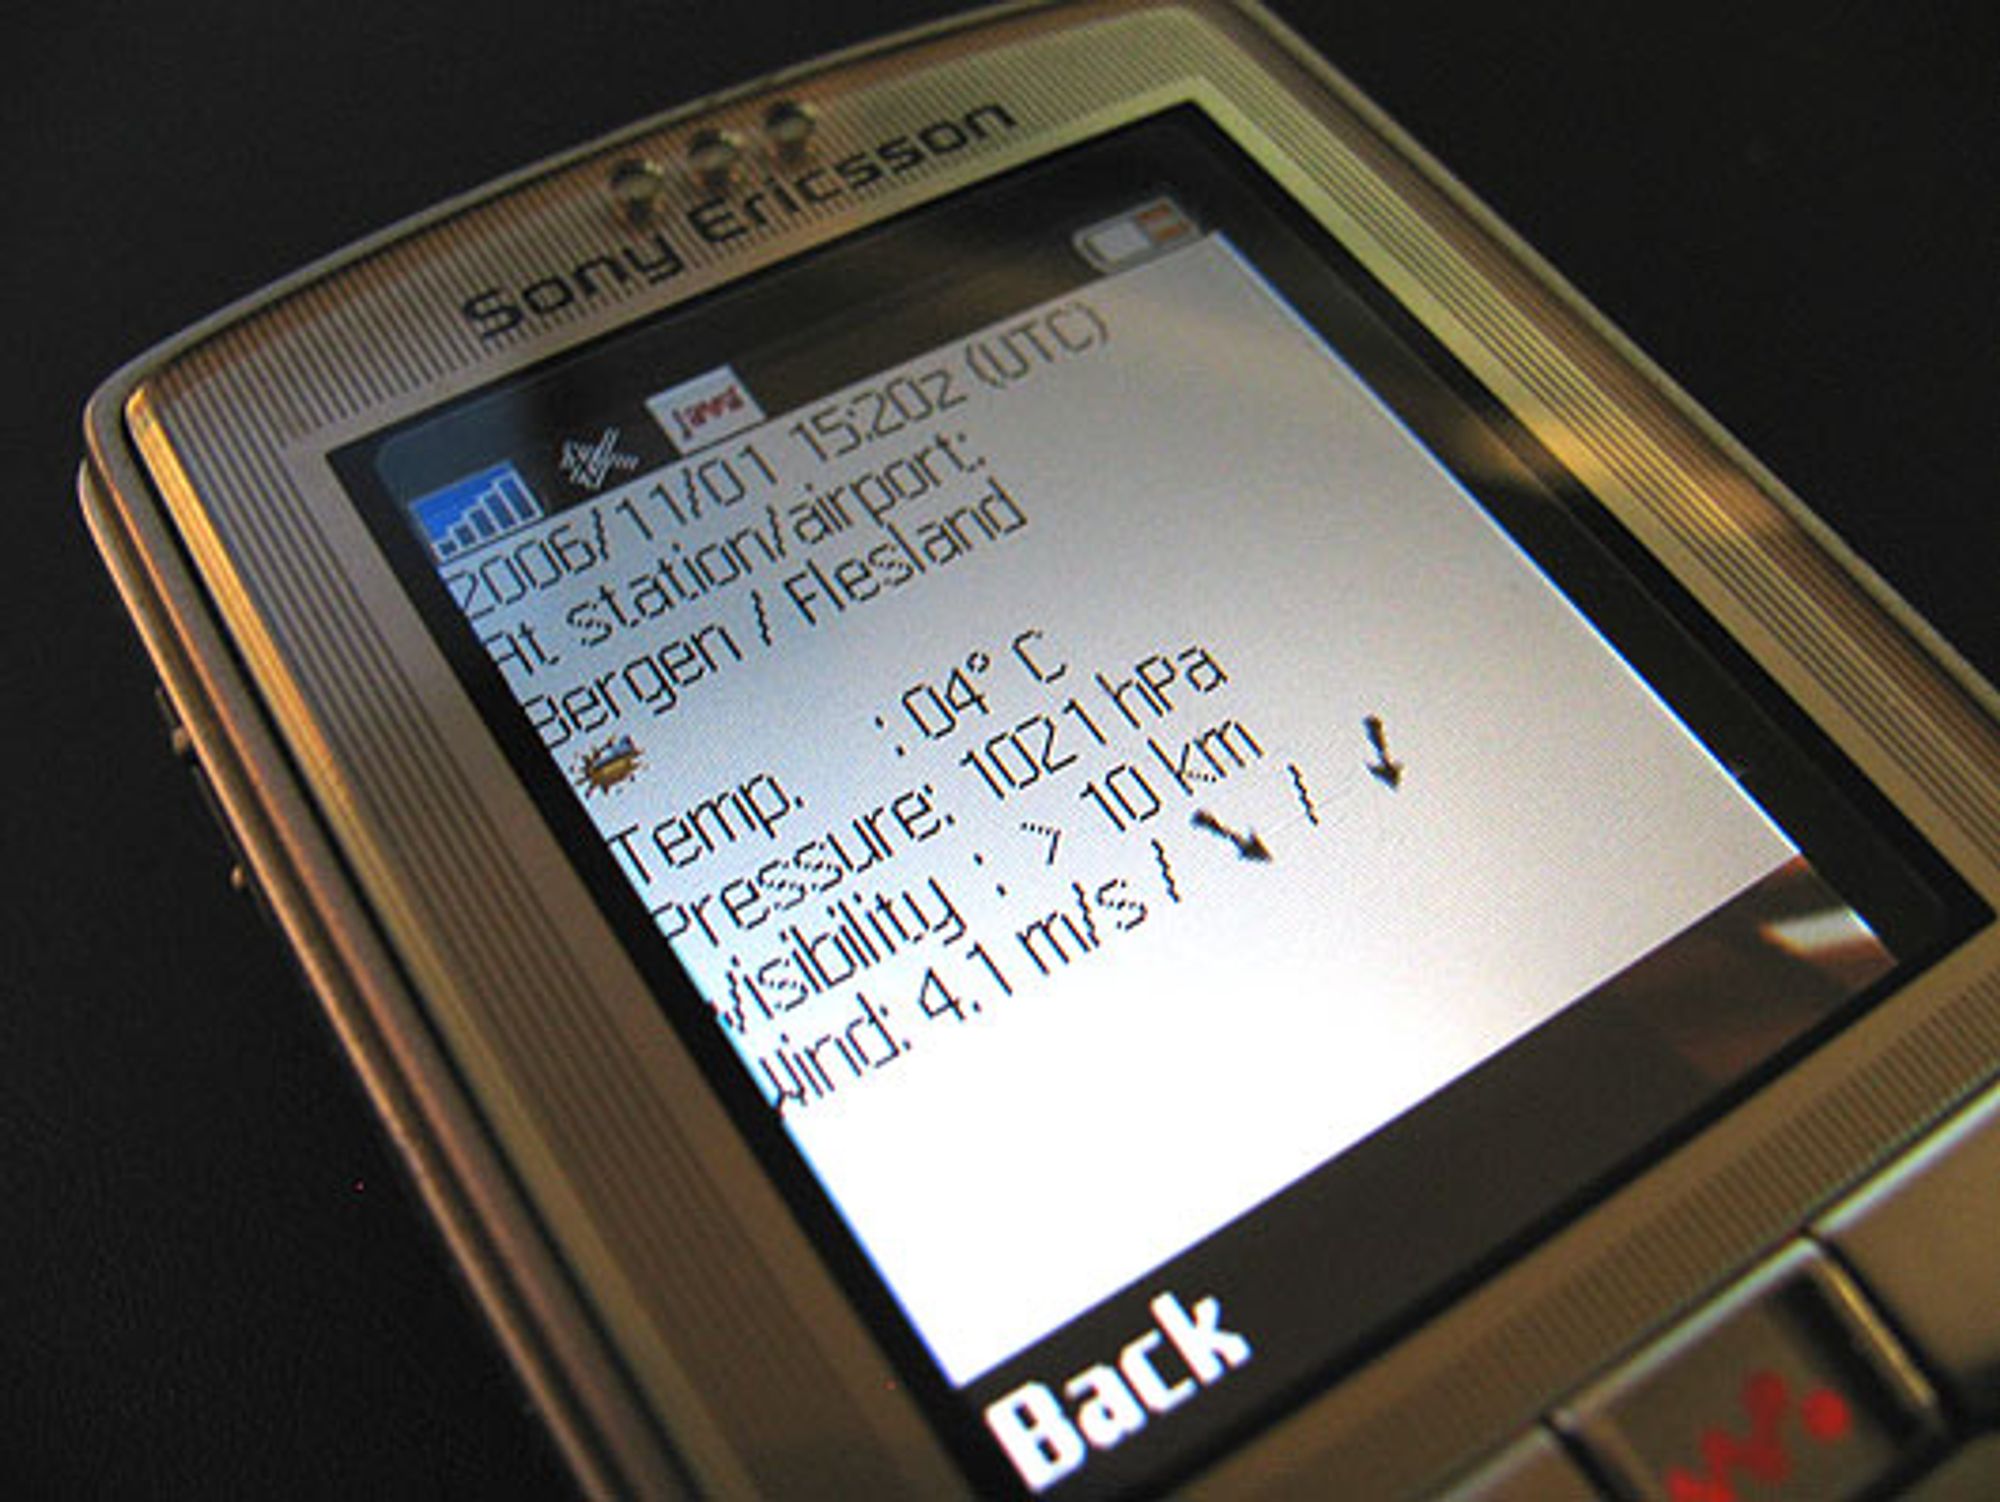 Sony Ericsson
Java
2006/11/01 15:20z (UTC)
At station/airport:
Bergen / Flesland
Temp. : 04° C
Pressure: 1021 hPa
Visibility : > 10 km
Wind: 4.1 m/s / ↘ / ↓
Back